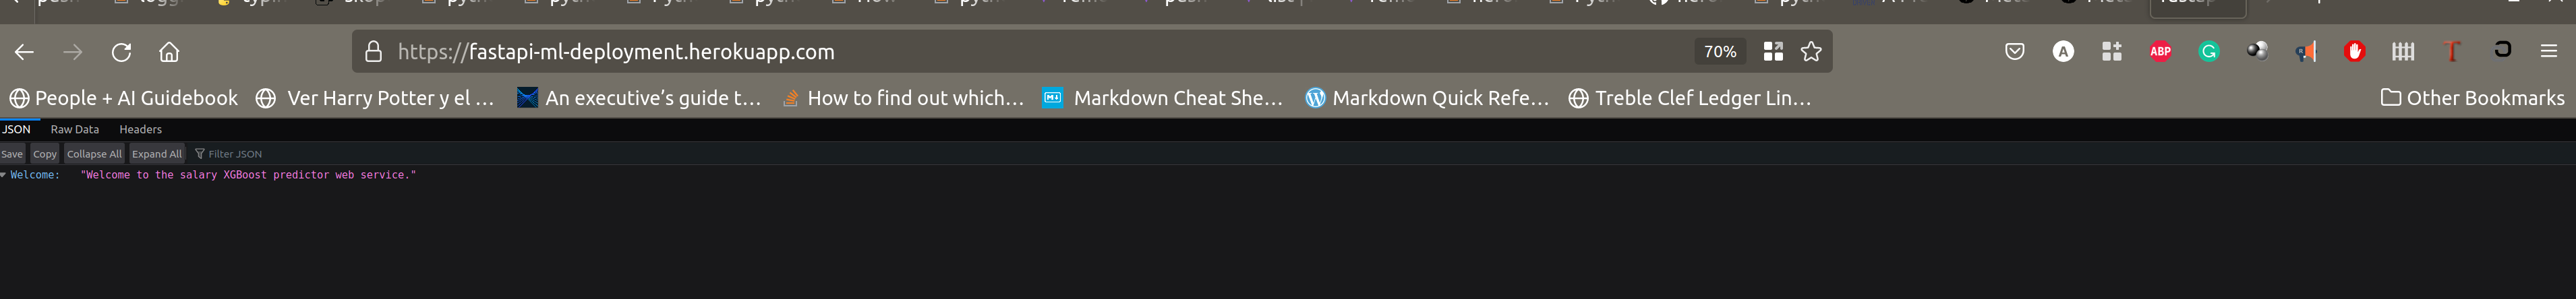 https://fastapi-ml-deployment.herokuapp.com
70%
People + AI Guidebook Ver Harry Potter y el … An executive’s guide t… How to find out which… Markdown Cheat She… Markdown Quick Refe… Treble Clef Ledger Lin… Other Bookmarks
JSON Raw Data Headers
Save Copy Collapse All Expand All Filter JSON
Welcome: "Welcome to the salary XGBoost predictor web service."